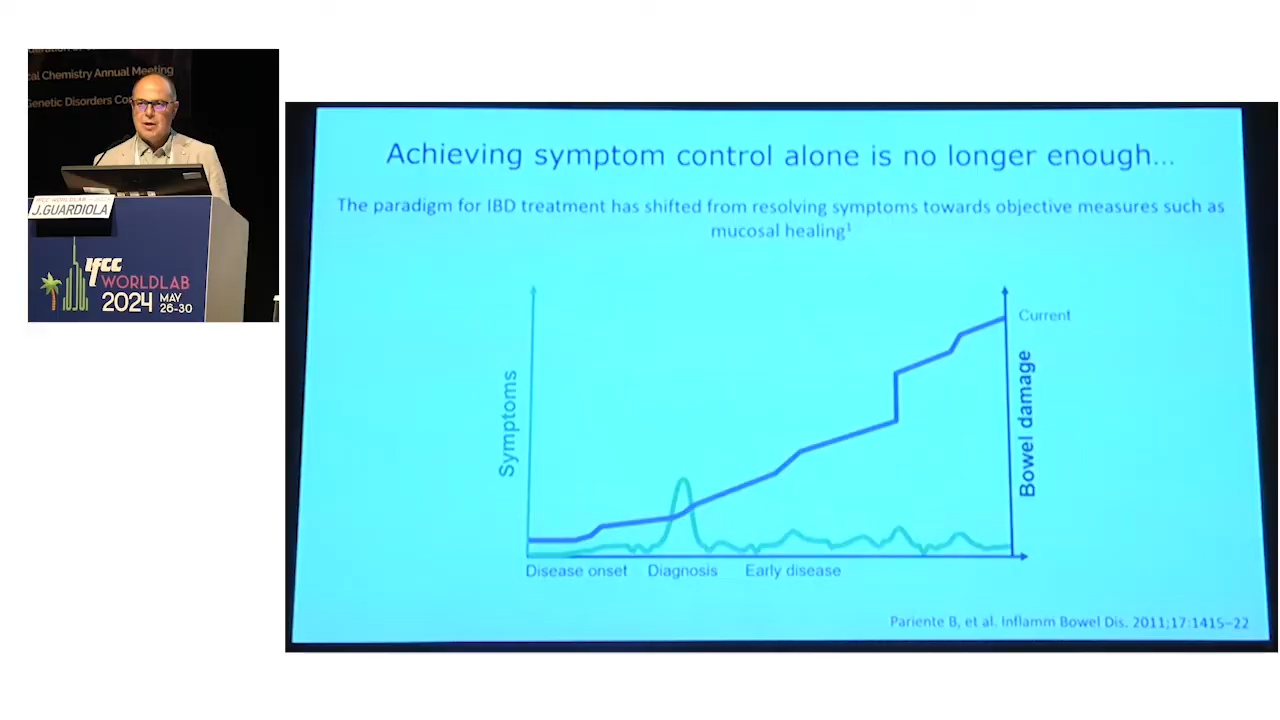 cal Chemistry Annual Meeting
Genetic Disorders Co
IFCC WORLDLAB
J.GUARDIOLA
IFCC
WORLDLAB
2024 MAY
26-30
Achieving symptom control alone is no longer enough...
The paradigm for IBD treatment has shifted from resolving symptoms towards objective measures such as
mucosal healing¹
Current
Symptoms
Bowel damage
Disease onset Diagnosis Early disease
Pariente B, et al. Inflamm Bowel Dis. 2011;17:1415–22